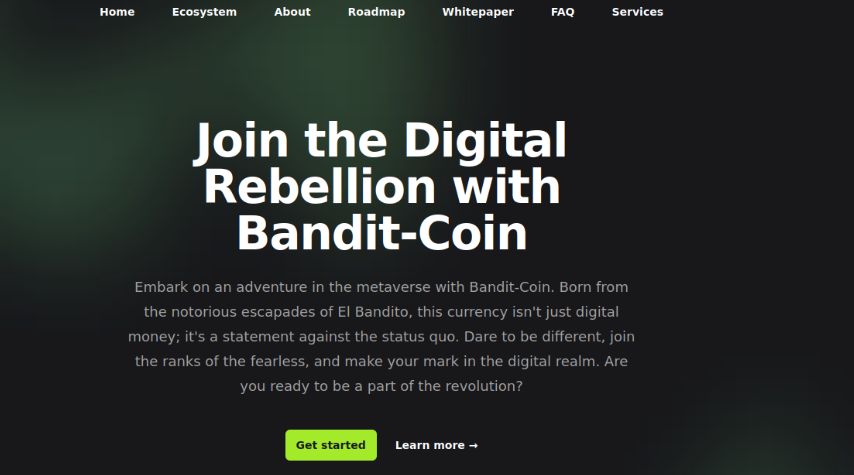 Home Ecosystem About Roadmap Whitepaper FAQ Services
Join the Digital
Rebellion with
Bandit-Coin
Embark on an adventure in the metaverse with Bandit-Coin. Born from
the notorious escapades of El Bandito, this currency isn't just digital
money; it's a statement against the status quo. Dare to be different, join
the ranks of the fearless, and make your mark in the digital realm. Are
you ready to be a part of the revolution?
Get started Learn more →